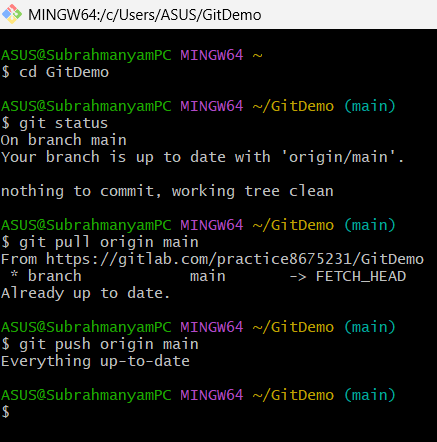 MINGW64:/c/Users/ASUS/GitDemo
ASUS@SubrahmanyamPC MINGW64 ~
$ cd GitDemo
ASUS@SubrahmanyamPC MINGW64 ~/GitDemo (main)
$ git status
On branch main
Your branch is up to date with 'origin/main'.
nothing to commit, working tree clean
ASUS@SubrahmanyamPC MINGW64 ~/GitDemo (main)
$ git pull origin main
From https://gitlab.com/practice8675231/GitDemo
 * branch            main       -> FETCH_HEAD
Already up to date.
ASUS@SubrahmanyamPC MINGW64 ~/GitDemo (main)
$ git push origin main
Everything up-to-date
ASUS@SubrahmanyamPC MINGW64 ~/GitDemo (main)
$